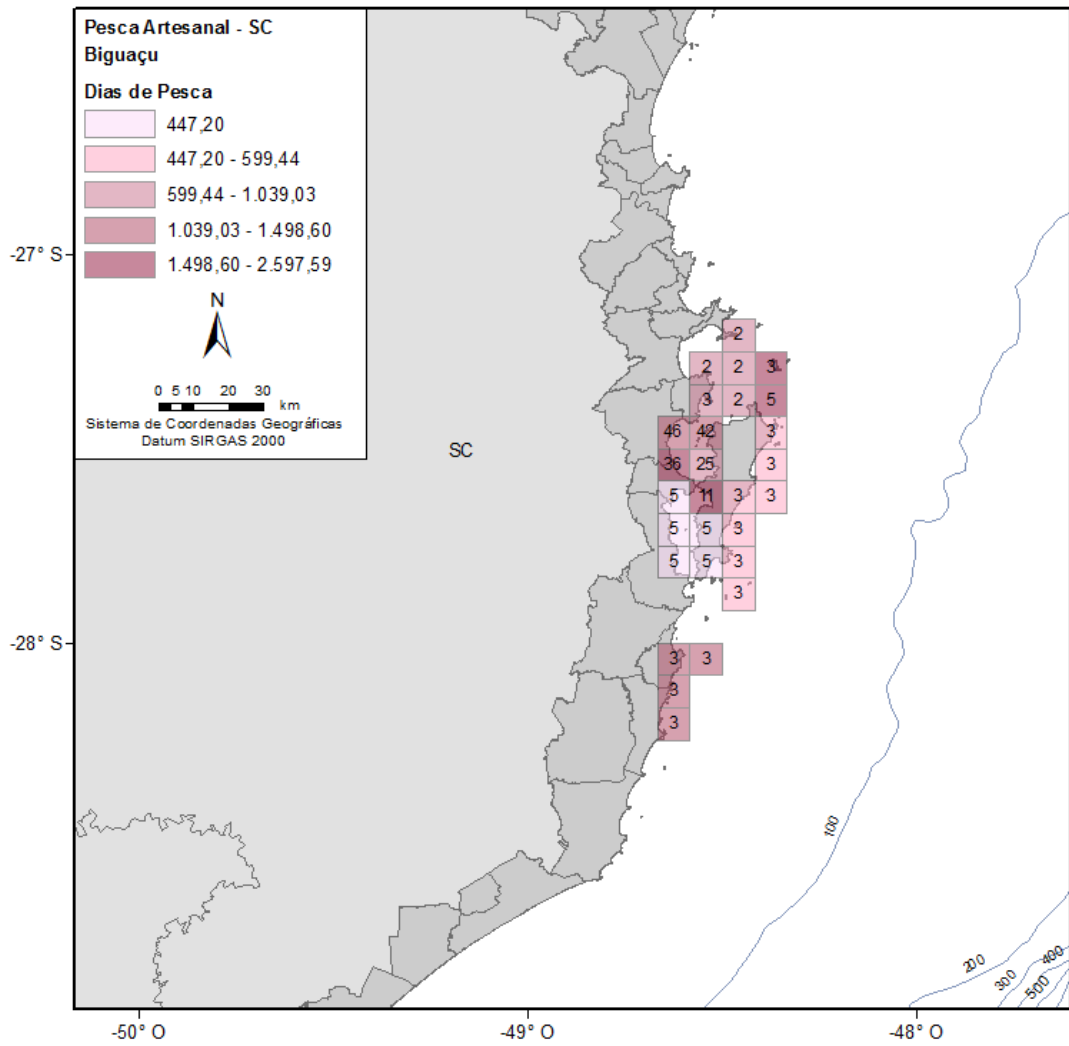 Pesca Artesanal - SC
Biguaçu
Dias de Pesca
447,20
447,20 - 599,44
599,44 - 1.039,03
1.039,03 - 1.498,60
1.498,60 - 2.597,59
N
0 5 10 20 30
km
Sistema de Coordenadas Geográficas
Datum SIRGAS 2000
-27° S
-28° S
SC
2
2 2 3
3 2 5
46 42 3
36 25 3
5 11 3 3
5 5 3
5 5 3
3
3 3
3
3
100
200
300
400
500
-50° O
-49° O
-48° O